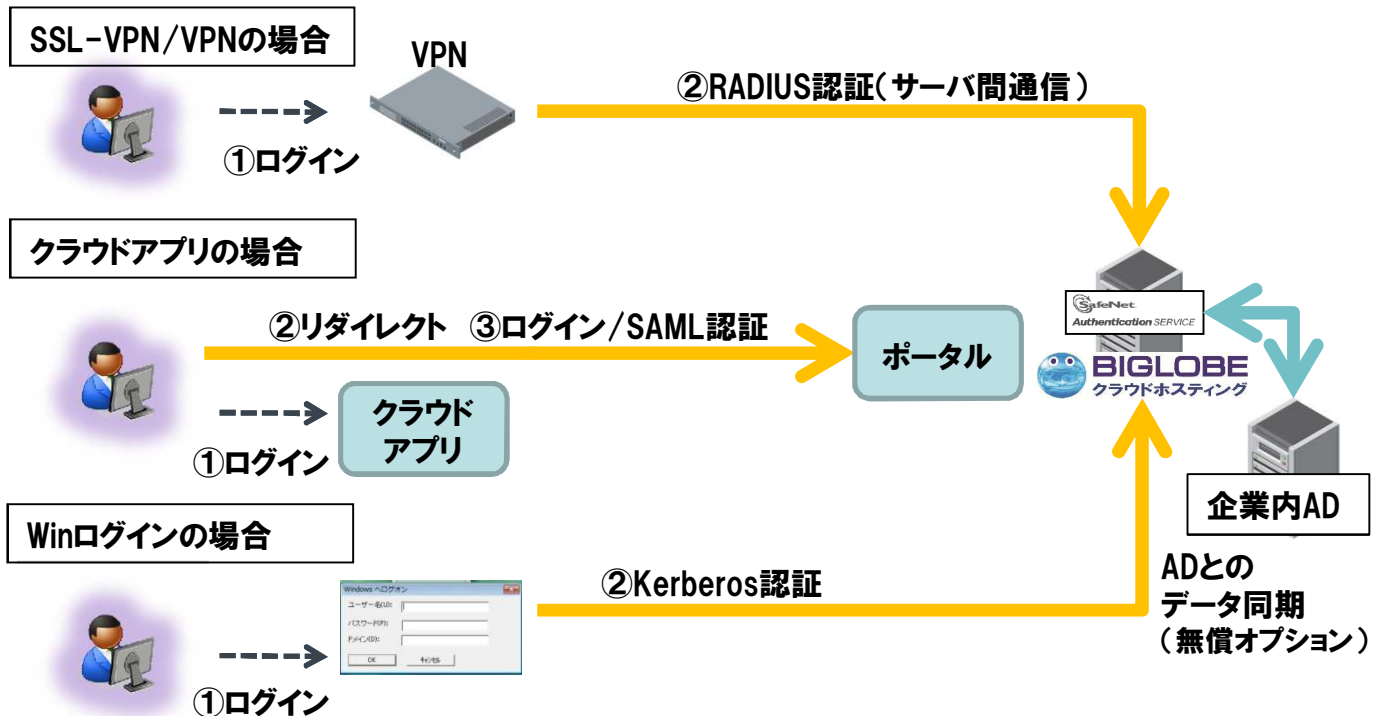 SSL-VPN/VPNの場合
VPN
②RADIUS認証(サーバ間通信)
①ログイン
クラウドアプリの場合
SafeNet
Authentication SERVICE
②リダイレクト ③ログイン/SAML認証
ポータル
BIGLOBE
クラウドホスティング
クラウド
アプリ
①ログイン
企業内AD
Winログインの場合
ADとの
データ同期
(無償オプション)
②Kerberos認証
Windows へログオン
ユーザー名(U):
パスワード(P):
ドメイン(D):
OK キャンセル
①ログイン